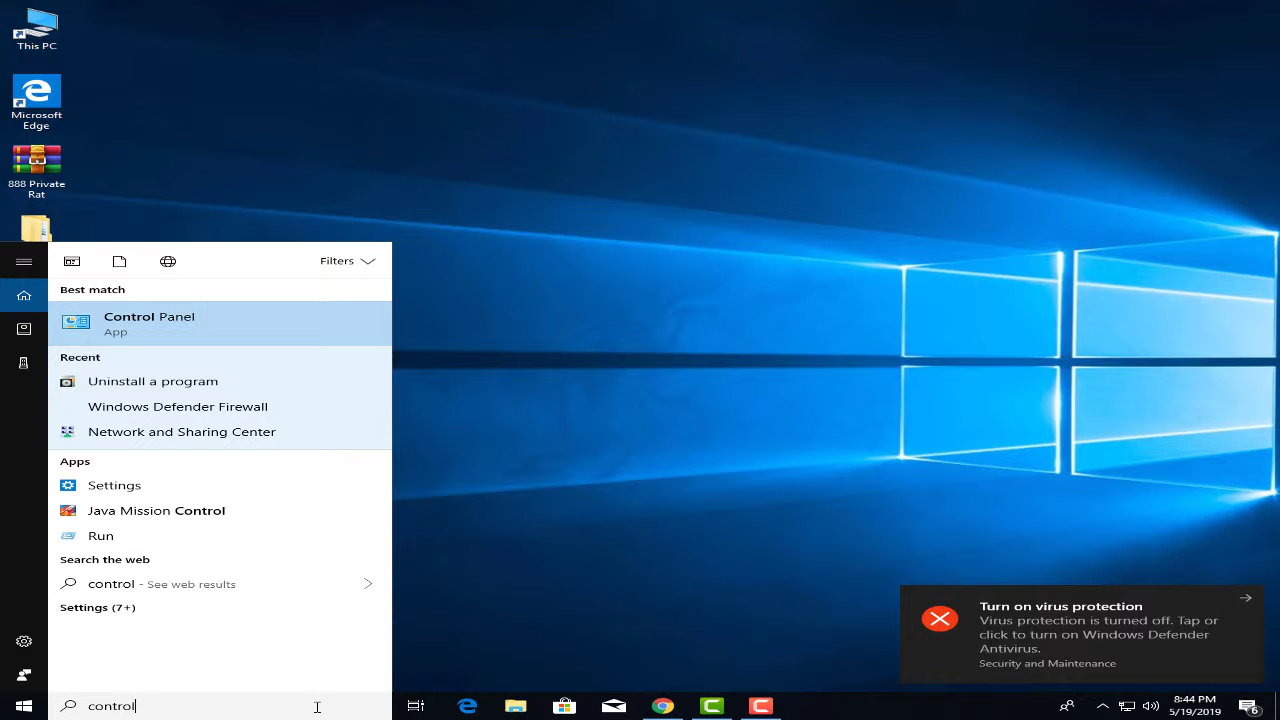 This PC
Microsoft
Edge
888 Private
Rat
Filters
Best match
Control Panel
App
Recent
Uninstall a program
Windows Defender Firewall
Network and Sharing Center
Apps
Settings
Java Mission Control
Run
Search the web
control - See web results
Settings (7+)
control
Turn on virus protection
Virus protection is turned off. Tap or
click to turn on Windows Defender
Antivirus.
Security and Maintenance
8:44 PM
5/19/2019
6